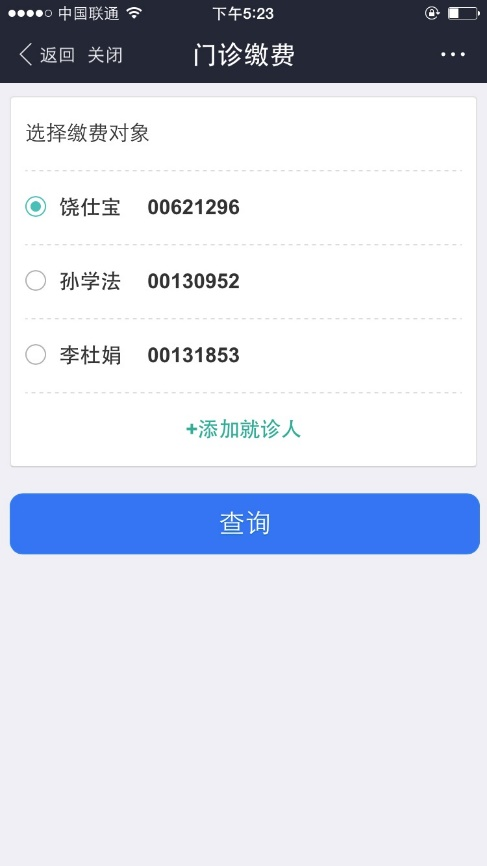 中国联通 下午5:23
返回 关闭 门诊缴费
选择缴费对象
饶仕宝 00621296
孙学法 00130952
李杜娟 00131853
+添加就诊人
查询